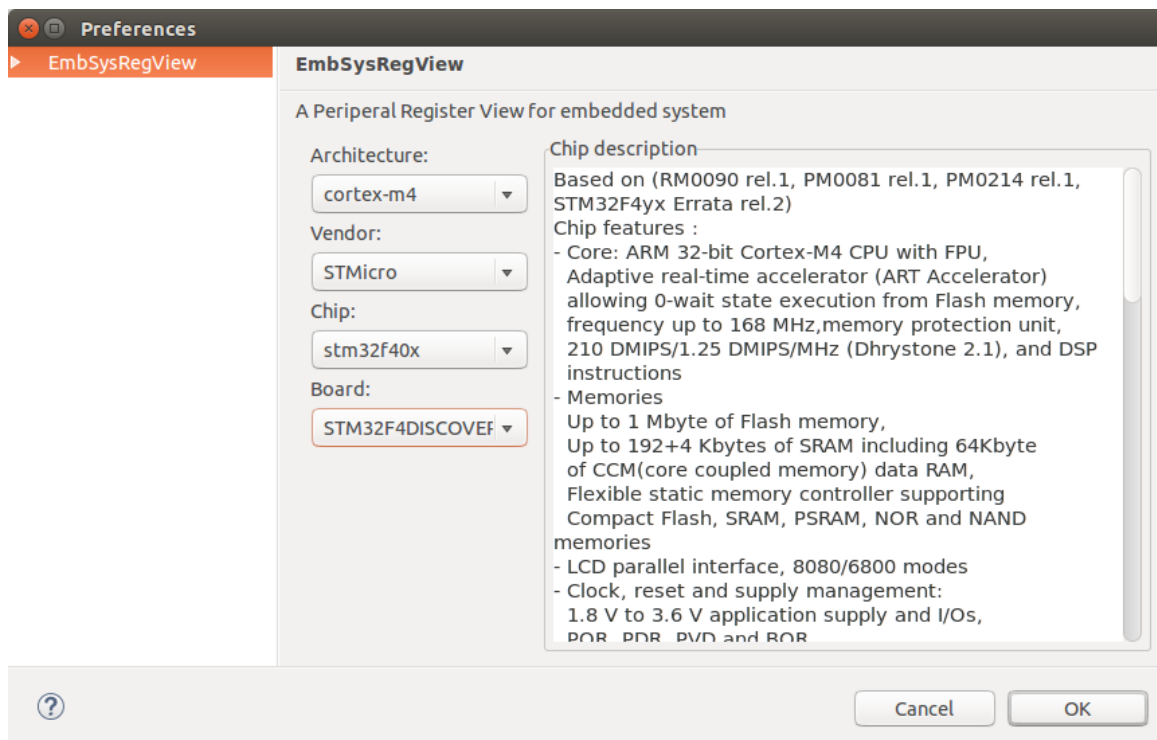 Preferences
EmbSysRegView
EmbSysRegView
A Periperal Register View for embedded system
Architecture:
cortex-m4
Vendor:
STMicro
Chip:
stm32f40x
Board:
STM32F4DISCOVER
Chip description
Based on (RM0090 rel.1, PM0081 rel.1, PM0214 rel.1,
STM32F4yx Errata rel.2)
Chip features :
- Core: ARM 32-bit Cortex-M4 CPU with FPU,
Adaptive real-time accelerator (ART Accelerator)
allowing 0-wait state execution from Flash memory,
frequency up to 168 MHz,memory protection unit,
210 DMIPS/1.25 DMIPS/MHz (Dhrystone 2.1), and DSP
instructions
- Memories
Up to 1 Mbyte of Flash memory,
Up to 192+4 Kbytes of SRAM including 64Kbyte
of CCM(core coupled memory) data RAM,
Flexible static memory controller supporting
Compact Flash, SRAM, PSRAM, NOR and NAND
memories
- LCD parallel interface, 8080/6800 modes
- Clock, reset and supply management:
1.8 V to 3.6 V application supply and I/Os,
POR, PDR, PVD and BOR
?
Cancel
OK